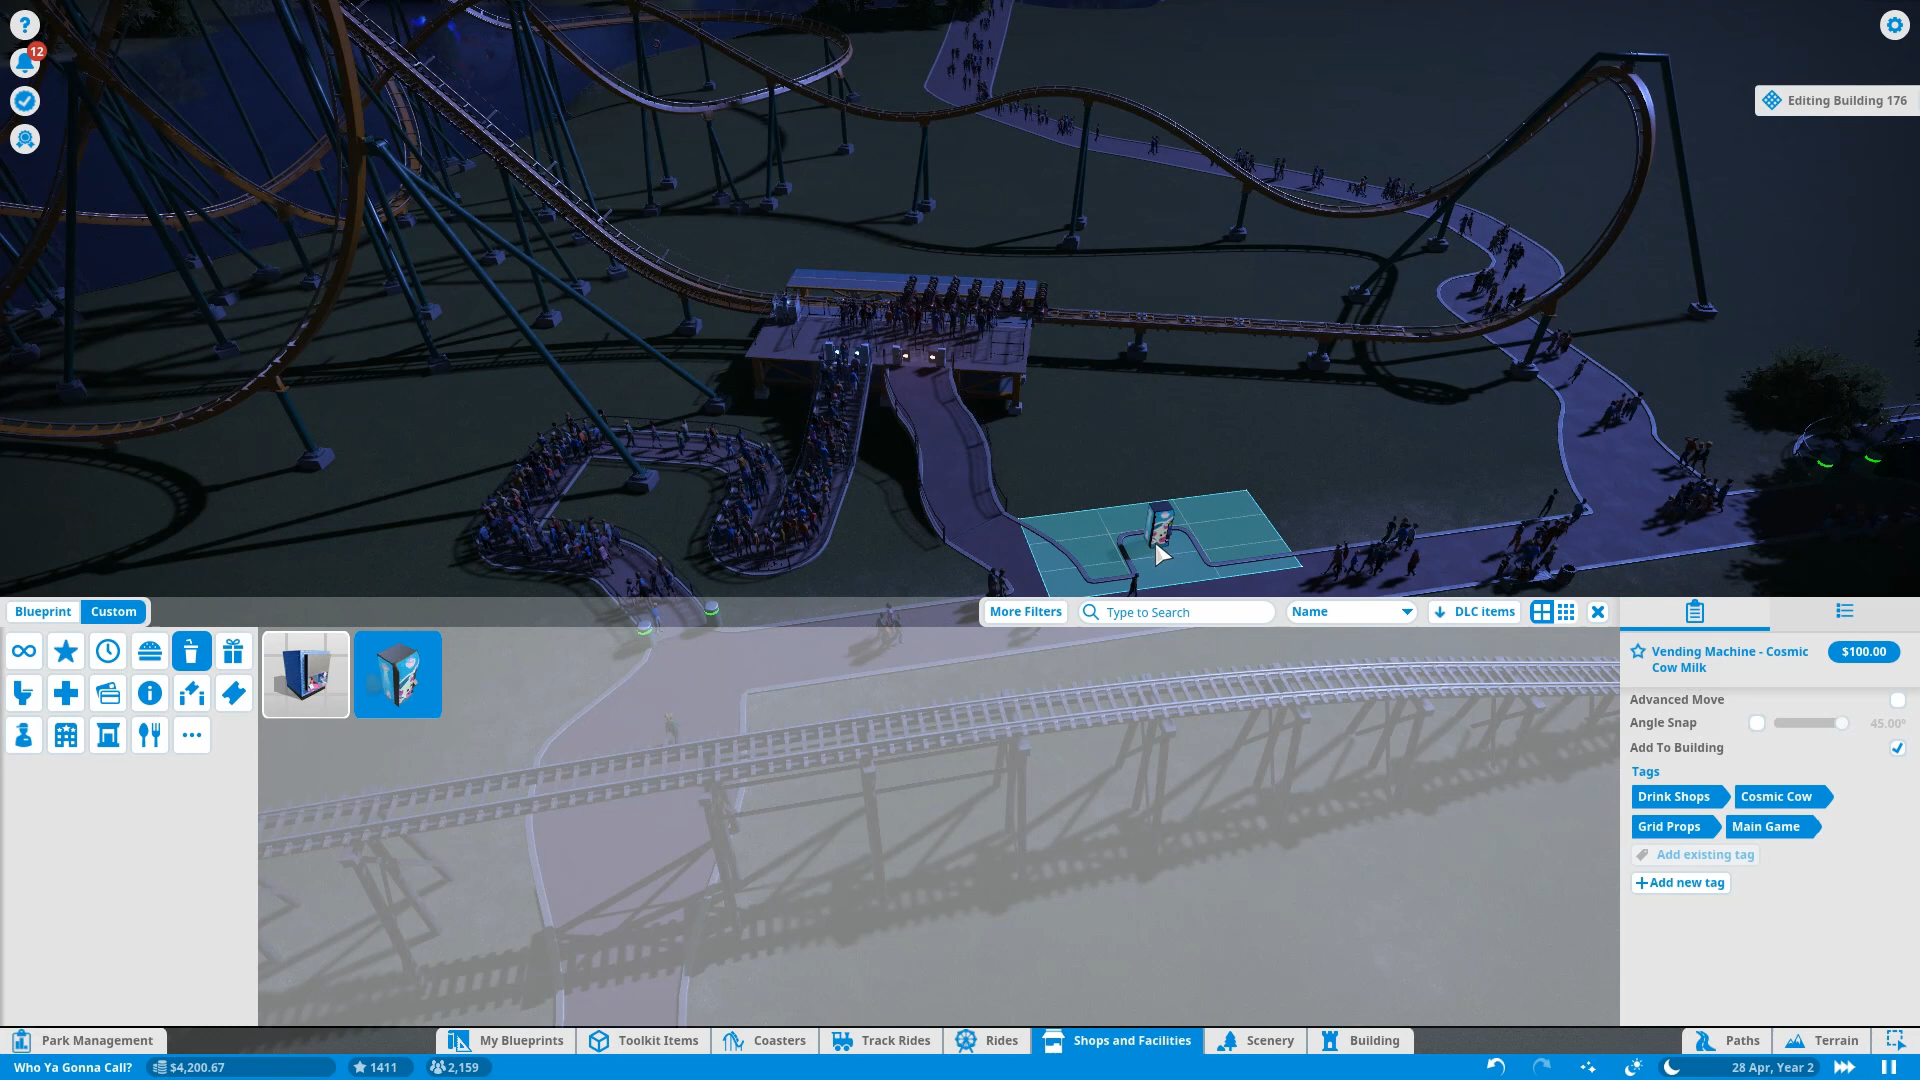 ?
12
Editing Building 176
Blueprint
Custom
More Filters
Type to Search
Name
DLC items
Vending Machine - Cosmic
Cow Milk
$100.00
Advanced Move
Angle Snap
45.00°
Add To Building
Tags
Drink Shops
Cosmic Cow
Grid Props
Main Game
Add existing tag
+Add new tag
Park Management
My Blueprints
Toolkit Items
Coasters
Track Rides
Rides
Shops and Facilities
Scenery
Building
Paths
Terrain
Who Ya Gonna Call?
$4,200.67
1411
2,159
28 Apr, Year 2